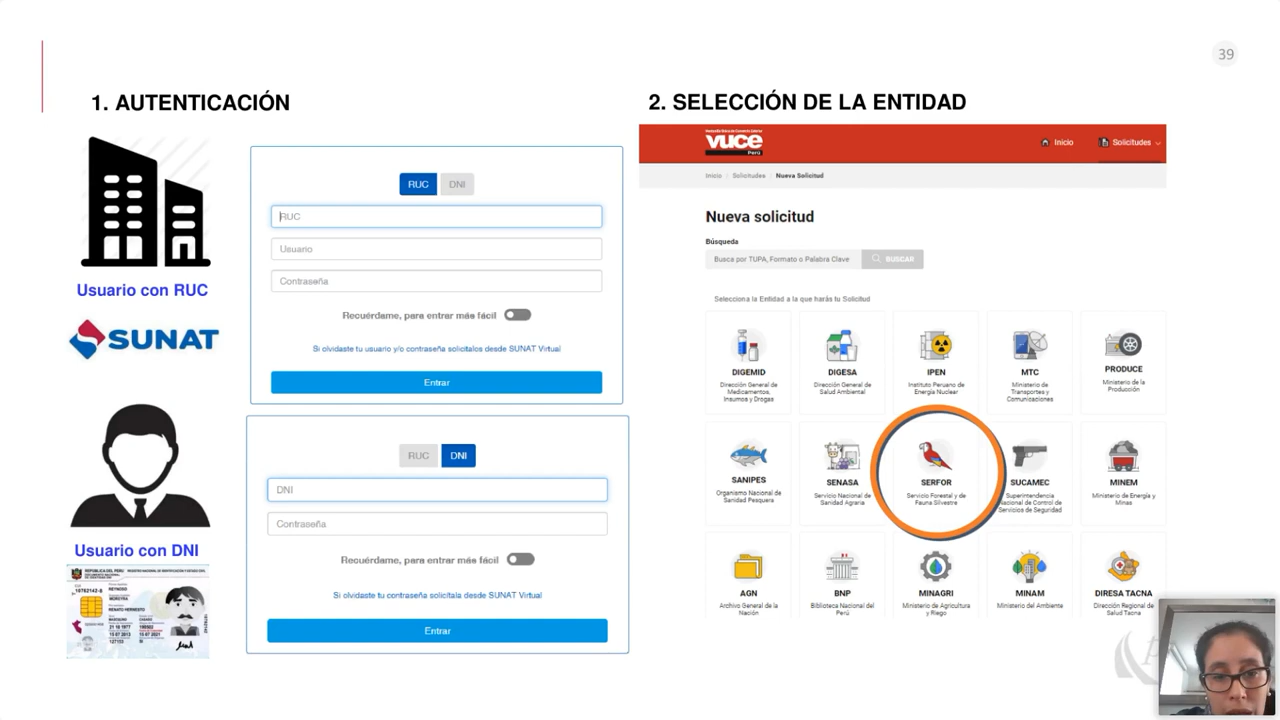 39
1. AUTENTICACIÓN
Usuario con RUC
SUNAT
RUC DNI
RUC
Usuario
Contraseña
Recuérdame, para entrar más fácil
Si olvidaste tu usuario y/o contraseña solicítalos desde SUNAT Virtual
Entrar
Usuario con DNI
REPUBLICA DEL PERU
REYNOSO
RENATO HERNESTO
RUC DNI
DNI
Contraseña
Recuérdame, para entrar más fácil
Si olvidaste tu contraseña solicítala desde SUNAT Virtual
Entrar
2. SELECCIÓN DE LA ENTIDAD
vuce
Perú
Inicio
Solicitudes
Inicio
Solicitudes
Nueva Solicitud
Nueva solicitud
Búsqueda
Busca por TUPA, Formato o Palabra Clave
BUSCAR
Selecciona la Entidad a la que harás tu Solicitud
DIGEMID
Dirección General de
Medicamentos,
Insumos y Drogas
DIGESA
Dirección General de
Salud Ambiental
IPEN
Instituto Peruano de
Energía Nuclear
MTC
Ministerio de
Transportes y
Comunicaciones
PRODUCE
Ministerio de la
Producción
SANIPES
Organismo Nacional de
Sanidad Pesquera
SENASA
Servicio Nacional de
Sanidad Agraria
SERFOR
Servicio Forestal y de
Fauna Silvestre
SUCAMEC
Superintendencia
Nacional de Control de
Servicios de Seguridad
MINEM
Ministerio de Energía y
Minas
AGN
Archivo General de la
Nación
BNP
Biblioteca Nacional del
Perú
MINAGRI
Ministerio de Agricultura
y Riego
MINAM
Ministerio del Ambiente
DIRESA TACNA
Dirección Regional de
Salud Tacna